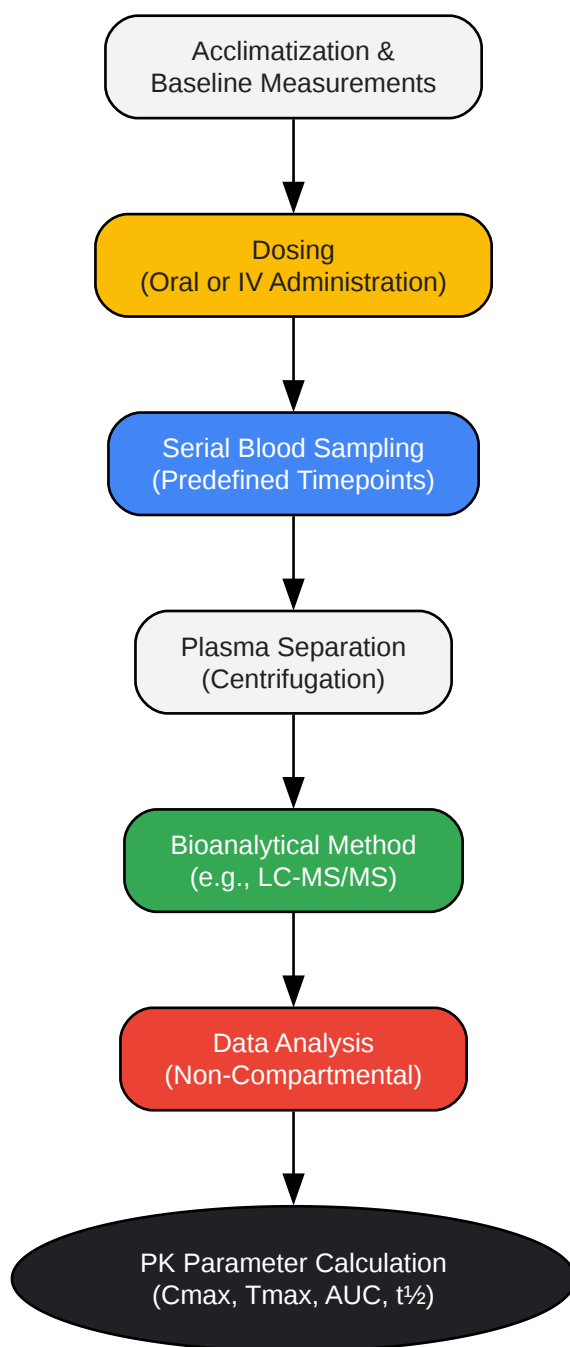 Acclimatization &
Baseline Measurements
Dosing
(Oral or IV Administration)
Serial Blood Sampling
(Predefined Timepoints)
Plasma Separation
(Centrifugation)
Bioanalytical Method
(e.g., LC-MS/MS)
Data Analysis
(Non-Compartmental)
PK Parameter Calculation
(Cmax, Tmax, AUC, t½)